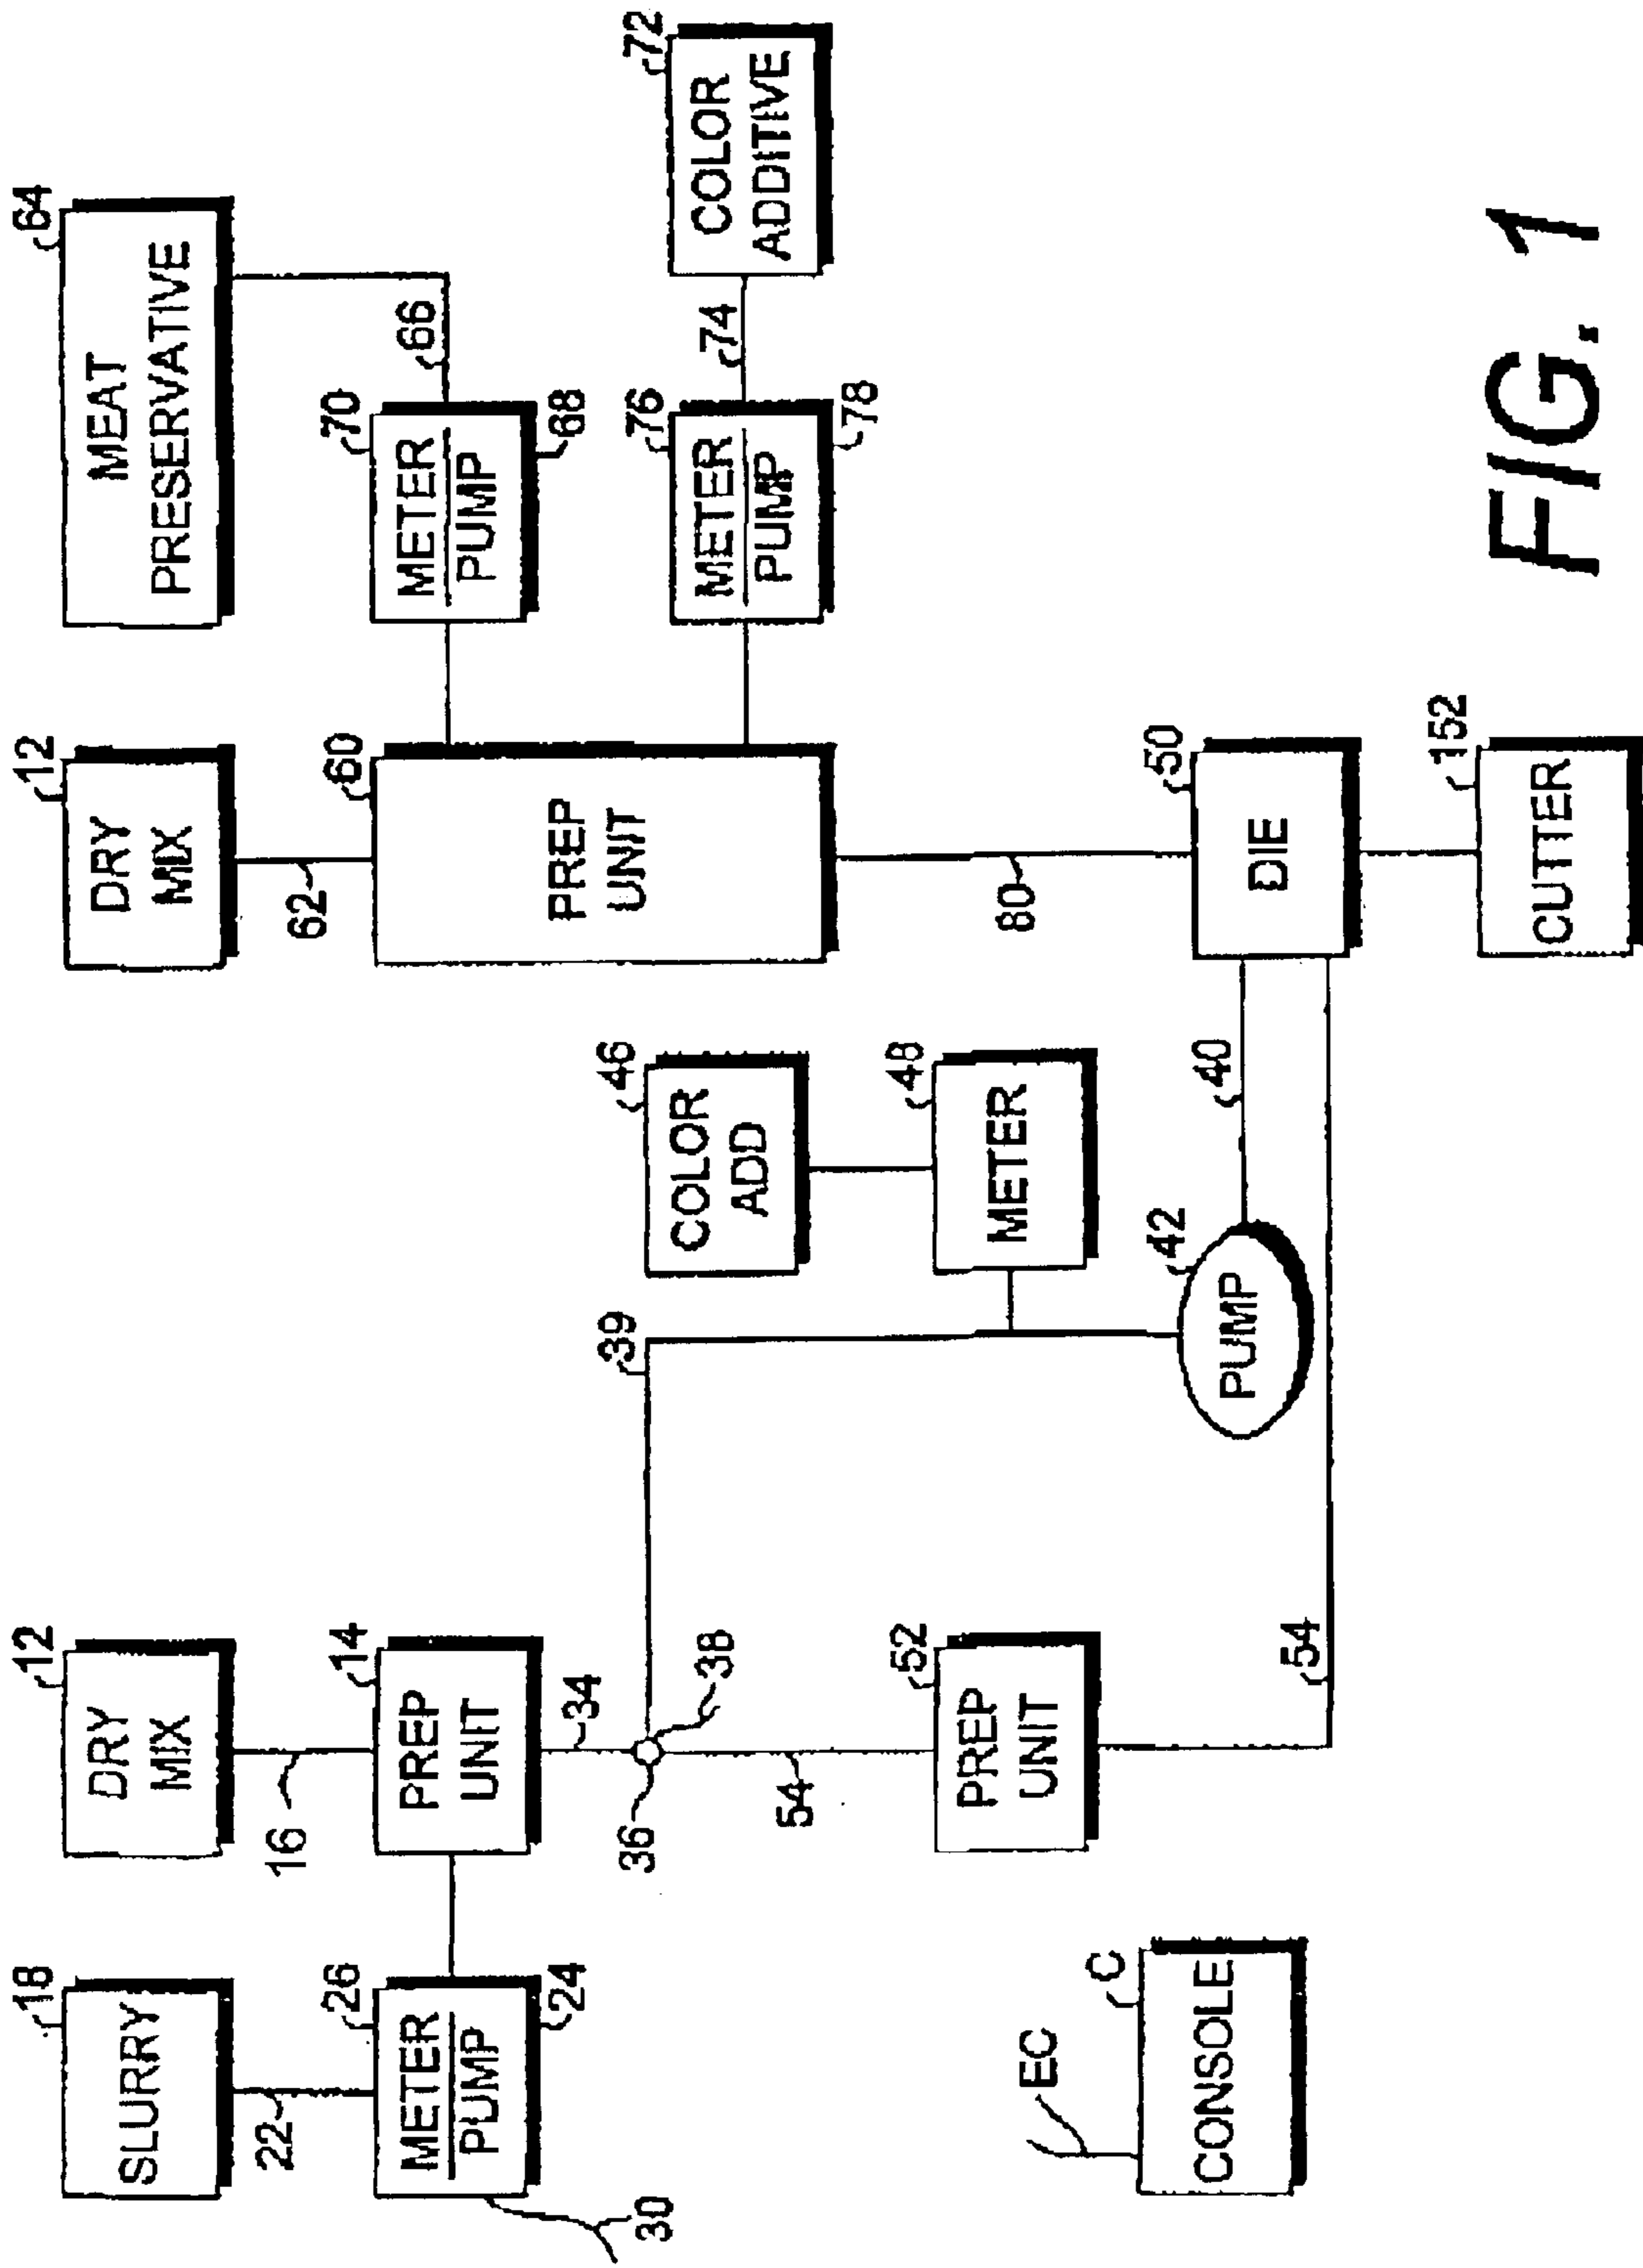 18
SLURRY
22
26
METER
PUMP
24
30
12
DRY
MIX
16
14
PREP
UNIT
34
36
38
39
54
52
PREP
UNIT
54
46
COLOR
ADD
48
METER
42
PUMP
40
EC
C
CONSOLE
12
DRY
MIX
62
60
PREP
UNIT
80
50
DIE
152
CUTTER
64
MEAT
PRESERVATIVE
66
70
METER
PUMP
68
72
COLOR
ADDITIVE
74
76
METER
PUMP
78
FIG. 1